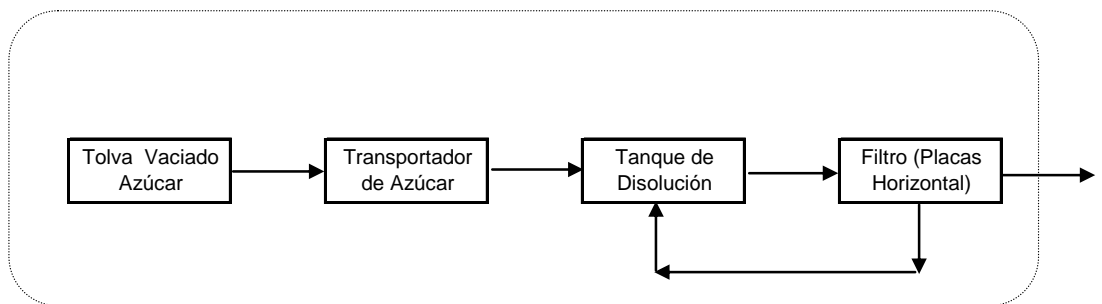 Tolva Vaciado
Azúcar
Transportador
de Azúcar
Tanque de
Disolución
Filtro (Placas
Horizontal)